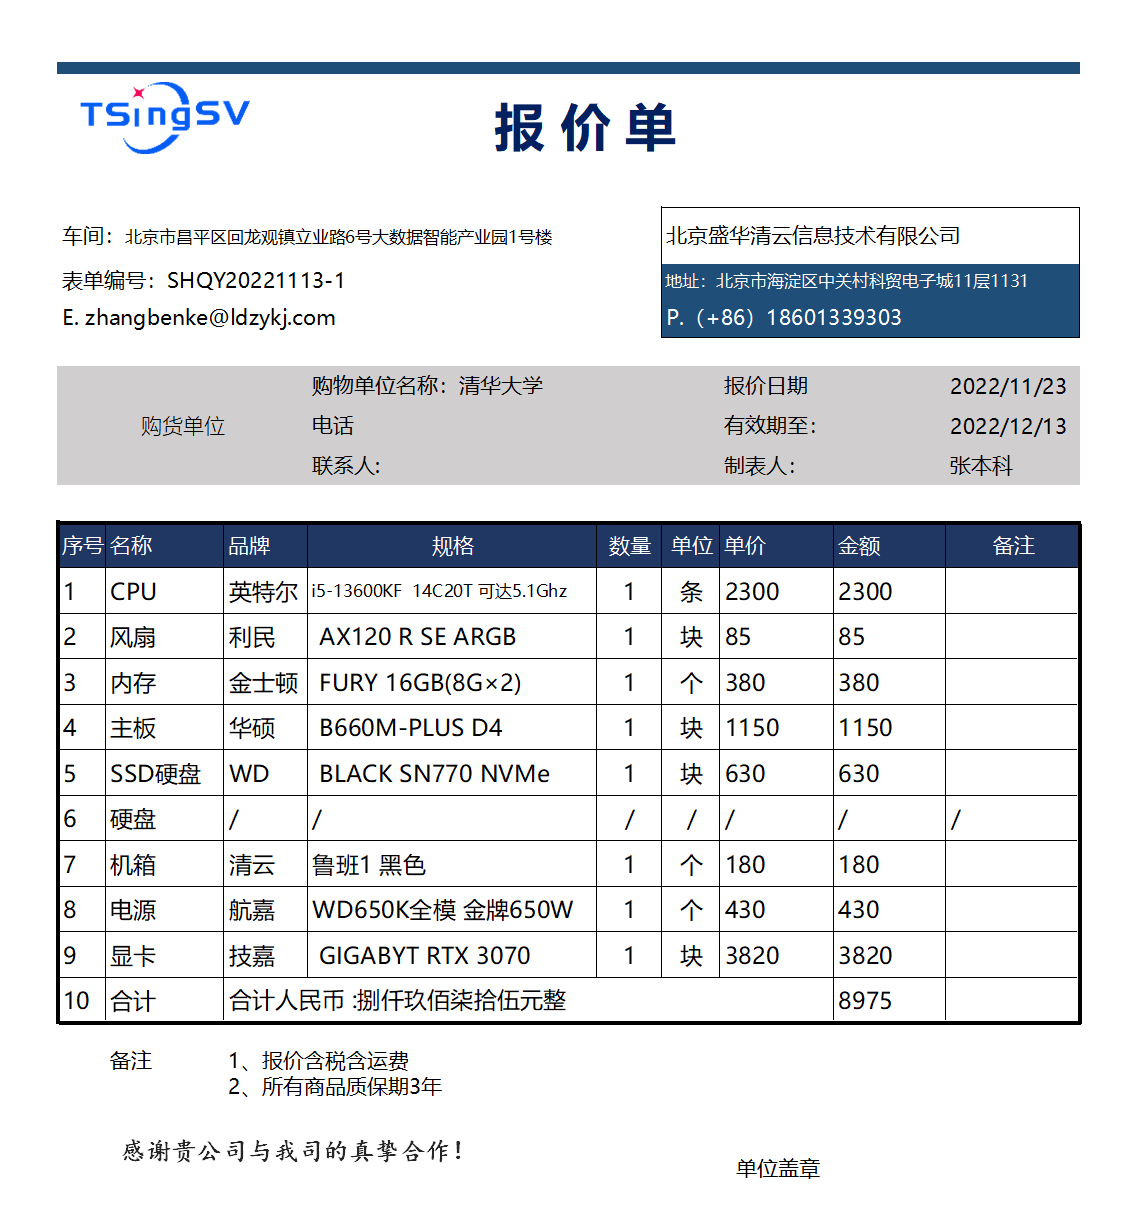 TSingSV
报价单
车间：北京市昌平区回龙观镇立业路6号大数据智能产业园1号楼
北京盛华清云信息技术有限公司
表单编号：SHQY20221113-1
地址：北京市海淀区中关村科贸电子城11层1131
E. zhangbenke@ldzykj.com
P.（+86）18601339303
购物单位名称：清华大学 报价日期 2022/11/23
购货单位 电话 有效期至： 2022/12/13
联系人： 制表人： 张本科
序号 名称 品牌 规格 数量 单位 单价 金额 备注
1 CPU 英特尔 i5-13600KF 14C20T 可达5.1Ghz 1 条 2300 2300
2 风扇 利民 AX120 R SE ARGB 1 块 85 85
3 内存 金士顿 FURY 16GB(8G×2) 1 个 380 380
4 主板 华硕 B660M-PLUS D4 1 块 1150 1150
5 SSD硬盘 WD BLACK SN770 NVMe 1 块 630 630
6 硬盘 / / / / / / /
7 机箱 清云 鲁班1 黑色 1 个 180 180
8 电源 航嘉 WD650K全模 金牌650W 1 个 430 430
9 显卡 技嘉 GIGABYT RTX 3070 1 块 3820 3820
10 合计 合计人民币 :捌仟玖佰柒拾伍元整 8975
备注 1、报价含税含运费
2、所有商品质保期3年
感谢贵公司与我司的真挚合作！
单位盖章